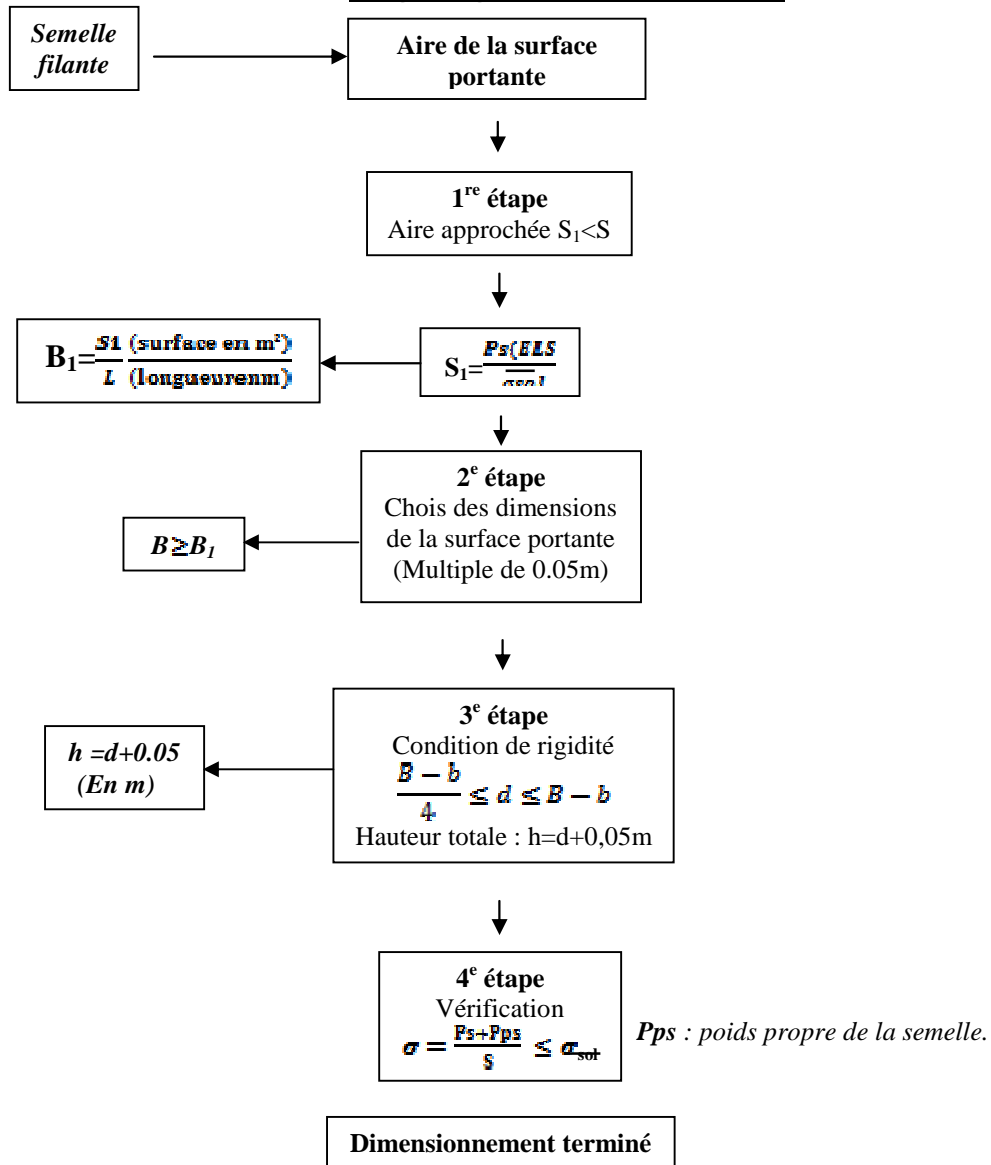 Semelle
filante
Aire de la surface
portante
1re étape
Aire approchée S1<S
B1= S1/L (surface en m²)/(longueurenm)
S1= Ps(ELS
2e étape
Chois des dimensions
de la surface portante
(Multiple de 0.05m)
B≥B1
3e étape
Condition de rigidité
(B − b)/4 ≤ d ≤ B − b
Hauteur totale : h=d+0,05m
h =d+0.05
(En m)
4e étape
Vérification
σ = (Ps+Pps)/S ≤ σsol
Pps : poids propre de la semelle.
Dimensionnement terminé